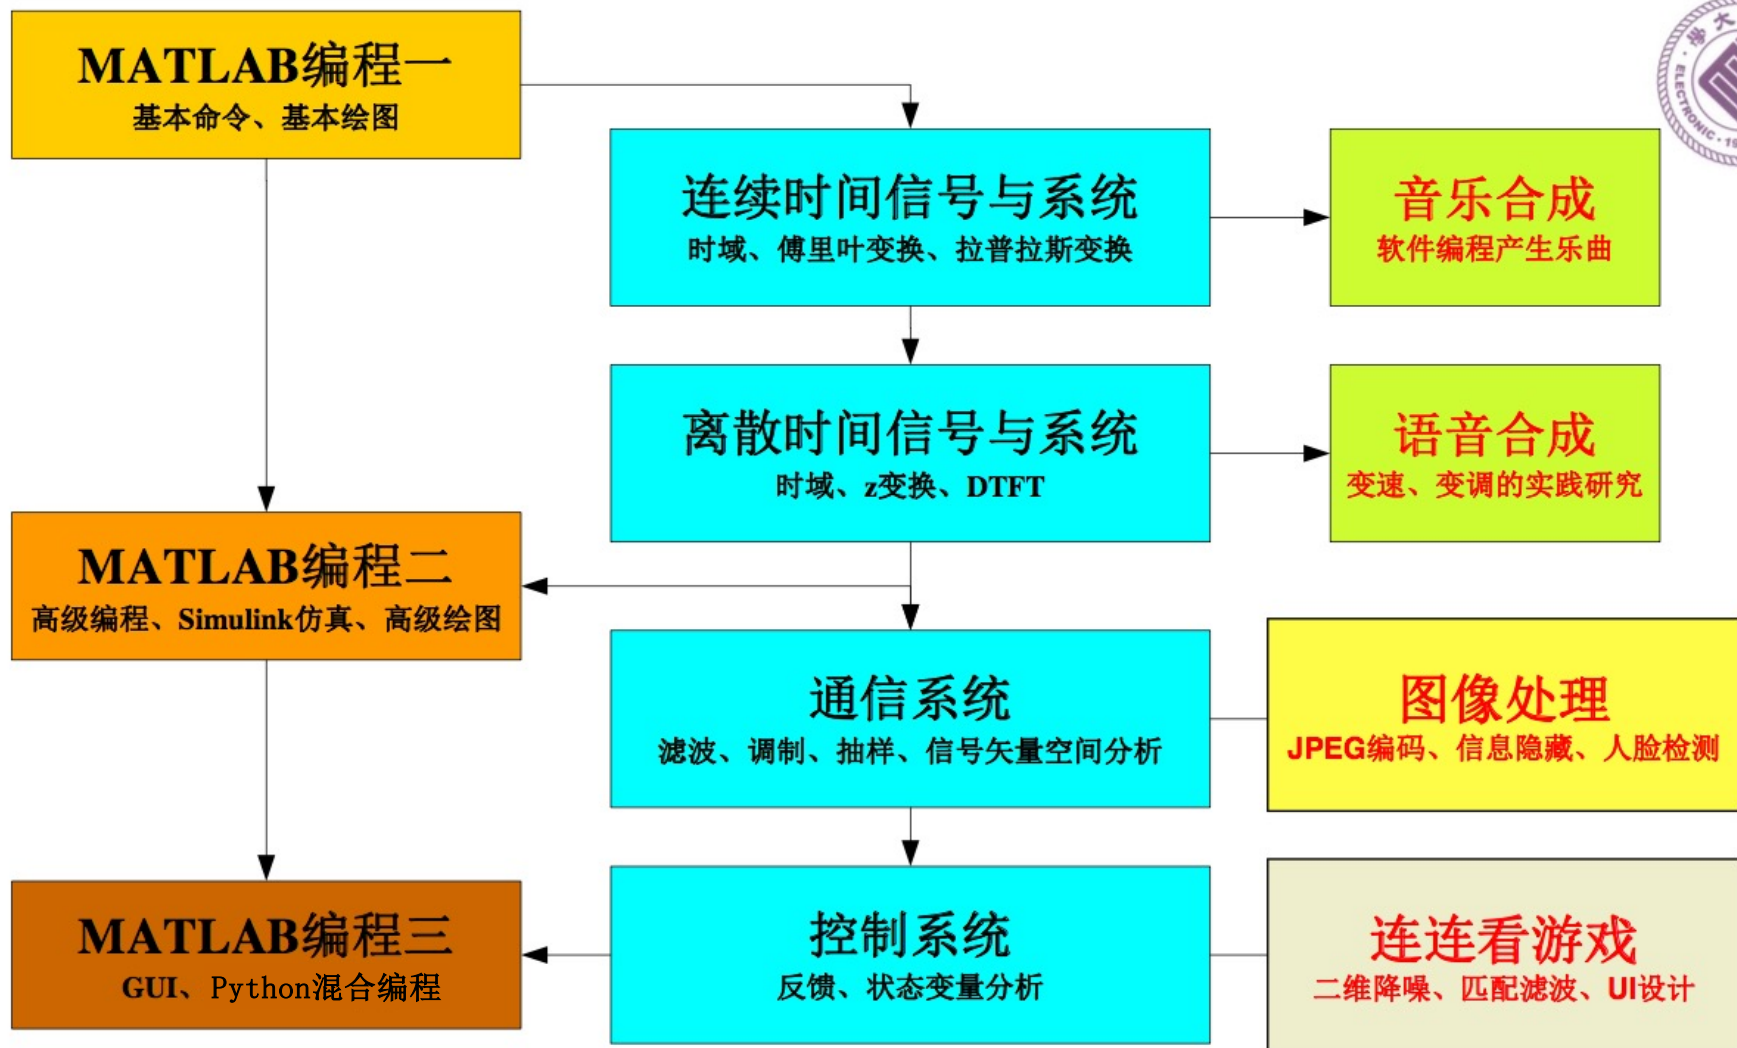 MATLAB编程一
基本命令、基本绘图
连续时间信号与系统
时域、傅里叶变换、拉普拉斯变换
音乐合成
软件编程产生乐曲
离散时间信号与系统
时域、z变换、DTFT
语音合成
变速、变调的实践研究
MATLAB编程二
高级编程、Simulink仿真、高级绘图
通信系统
滤波、调制、抽样、信号矢量空间分析
图像处理
JPEG编码、信息隐藏、人脸检测
MATLAB编程三
GUI、Python混合编程
控制系统
反馈、状态变量分析
连连看游戏
二维降噪、匹配滤波、UI设计
學大
ELECTRONIC